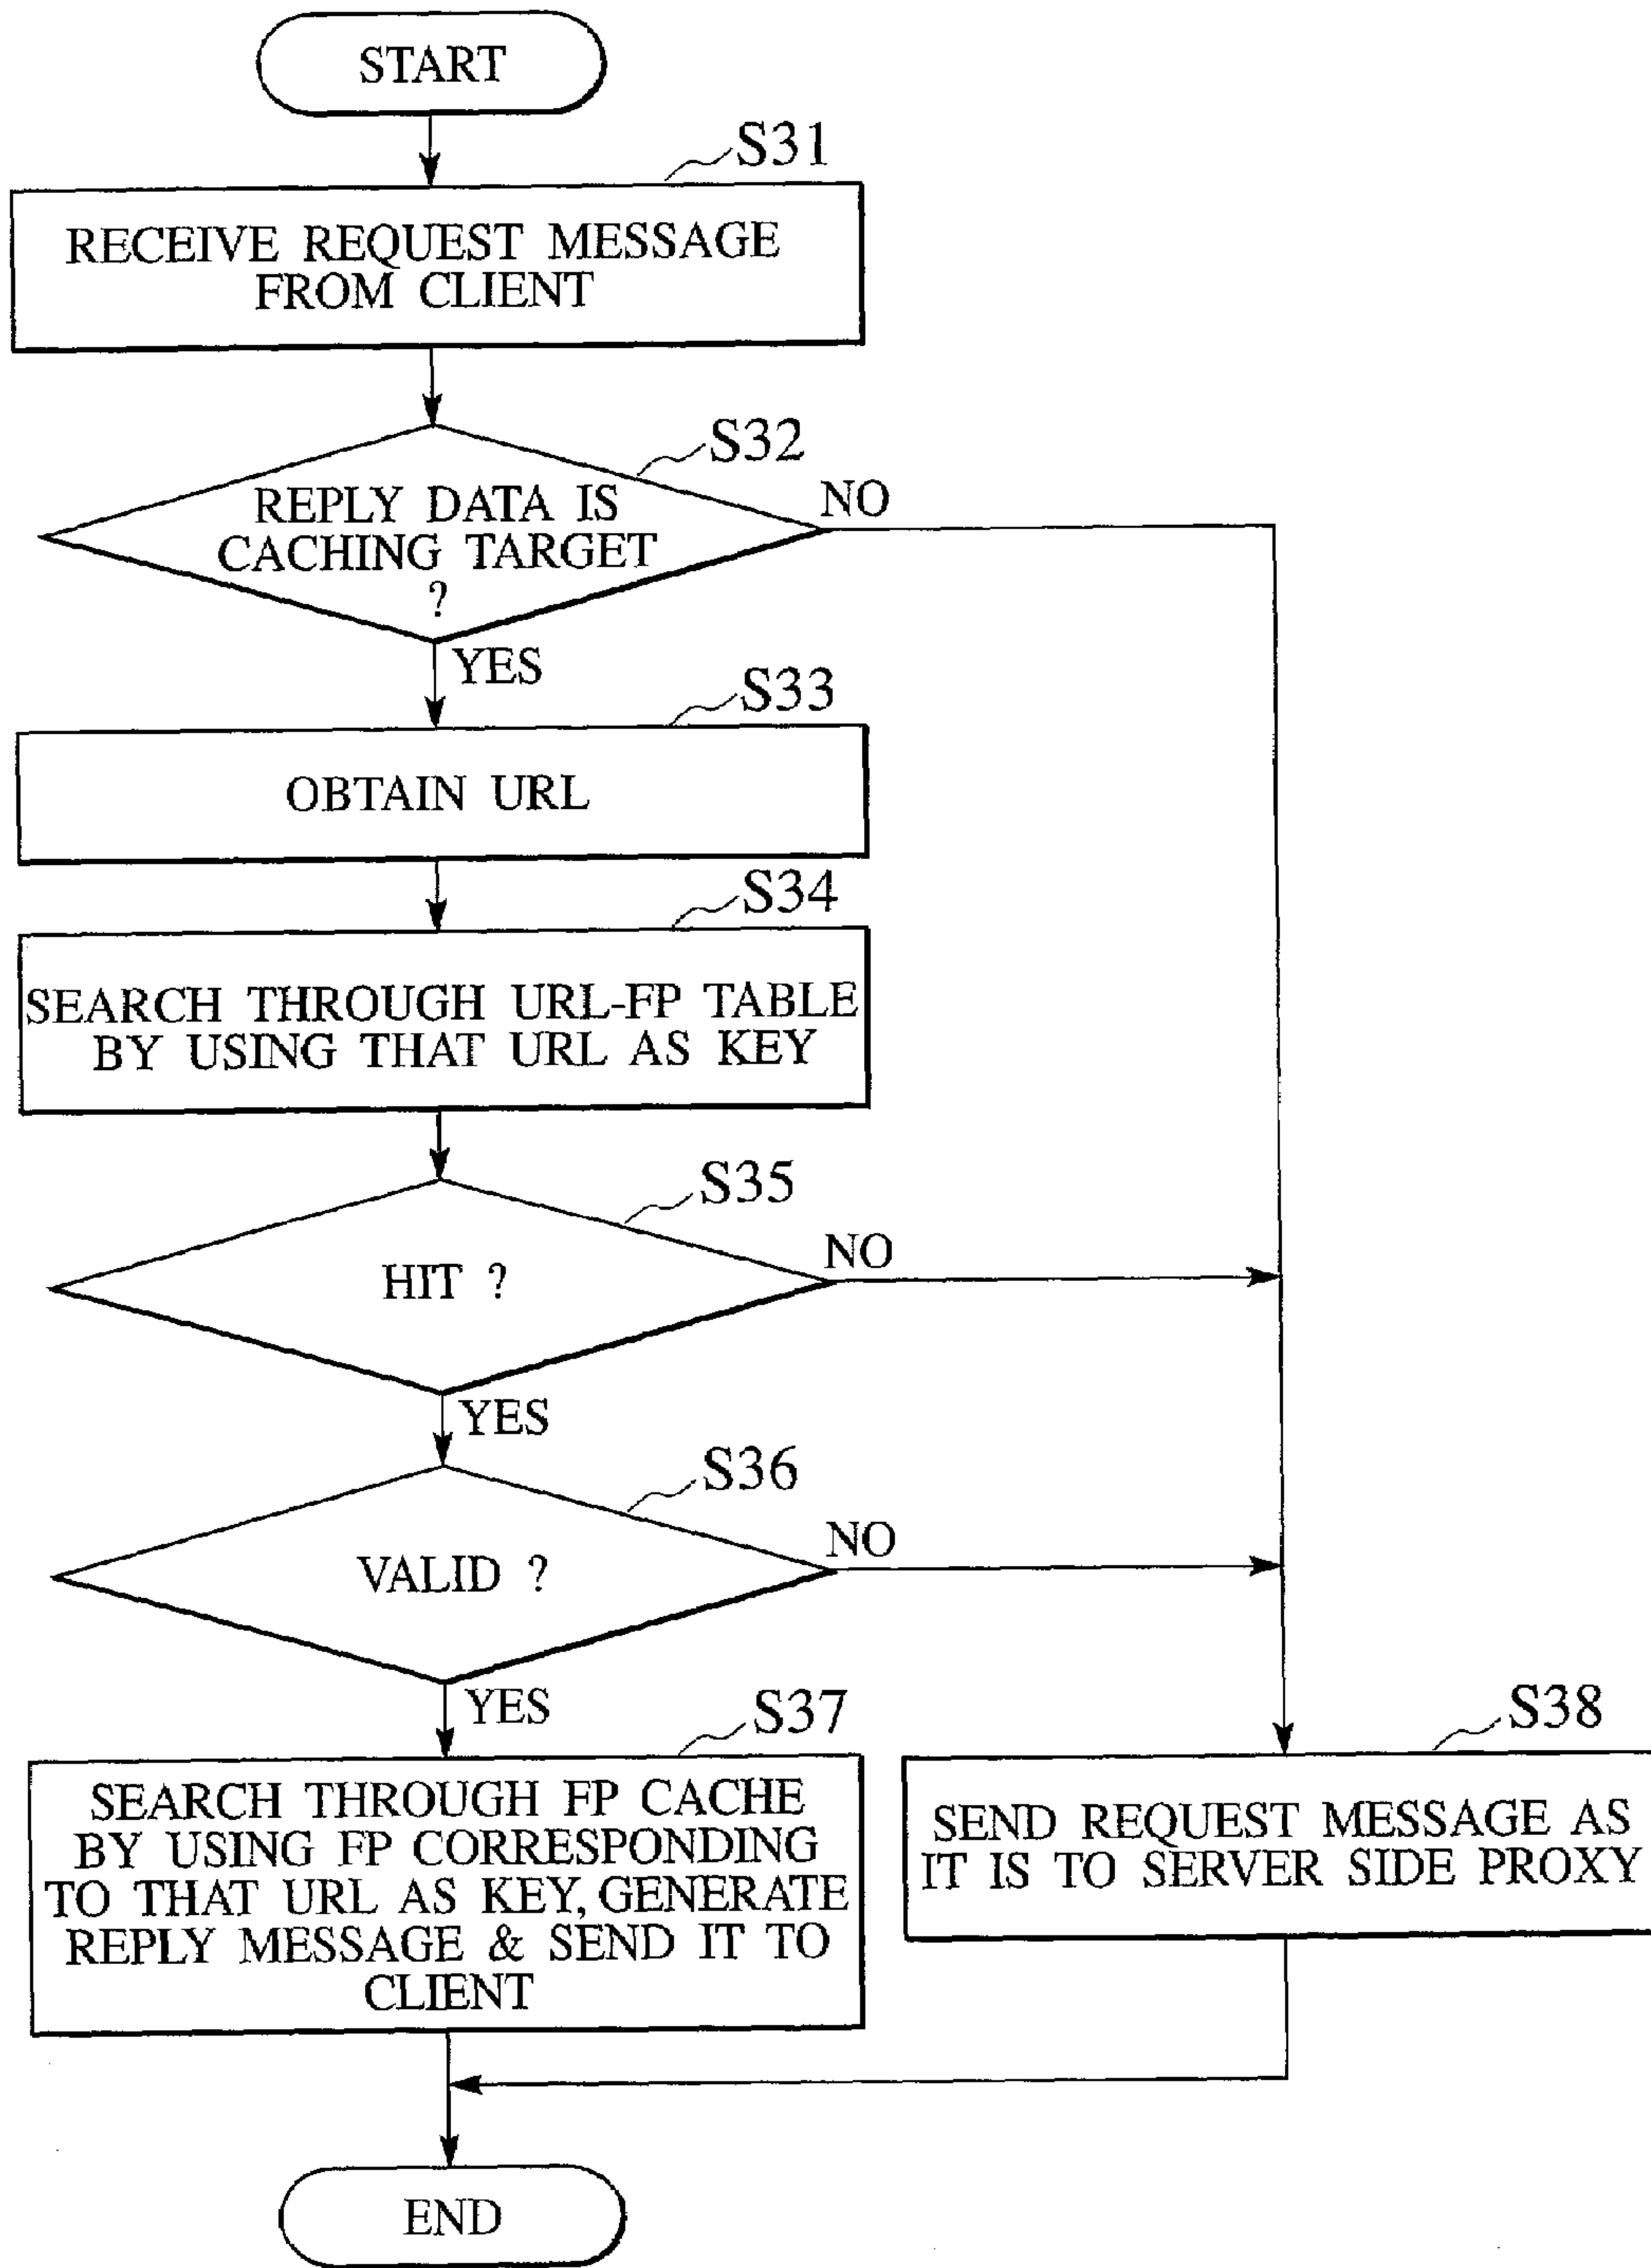 START
S31
RECEIVE REQUEST MESSAGE
FROM CLIENT
S32
REPLY DATA IS
CACHING TARGET
?
NO
YES
S33
OBTAIN URL
S34
SEARCH THROUGH URL-FP TABLE
BY USING THAT URL AS KEY
S35
HIT ?
NO
YES
S36
VALID ?
NO
YES
S37
SEARCH THROUGH FP CACHE
BY USING FP CORRESPONDING
TO THAT URL AS KEY, GENERATE
REPLY MESSAGE & SEND IT TO
CLIENT
S38
SEND REQUEST MESSAGE AS
IT IS TO SERVER SIDE PROXY
END